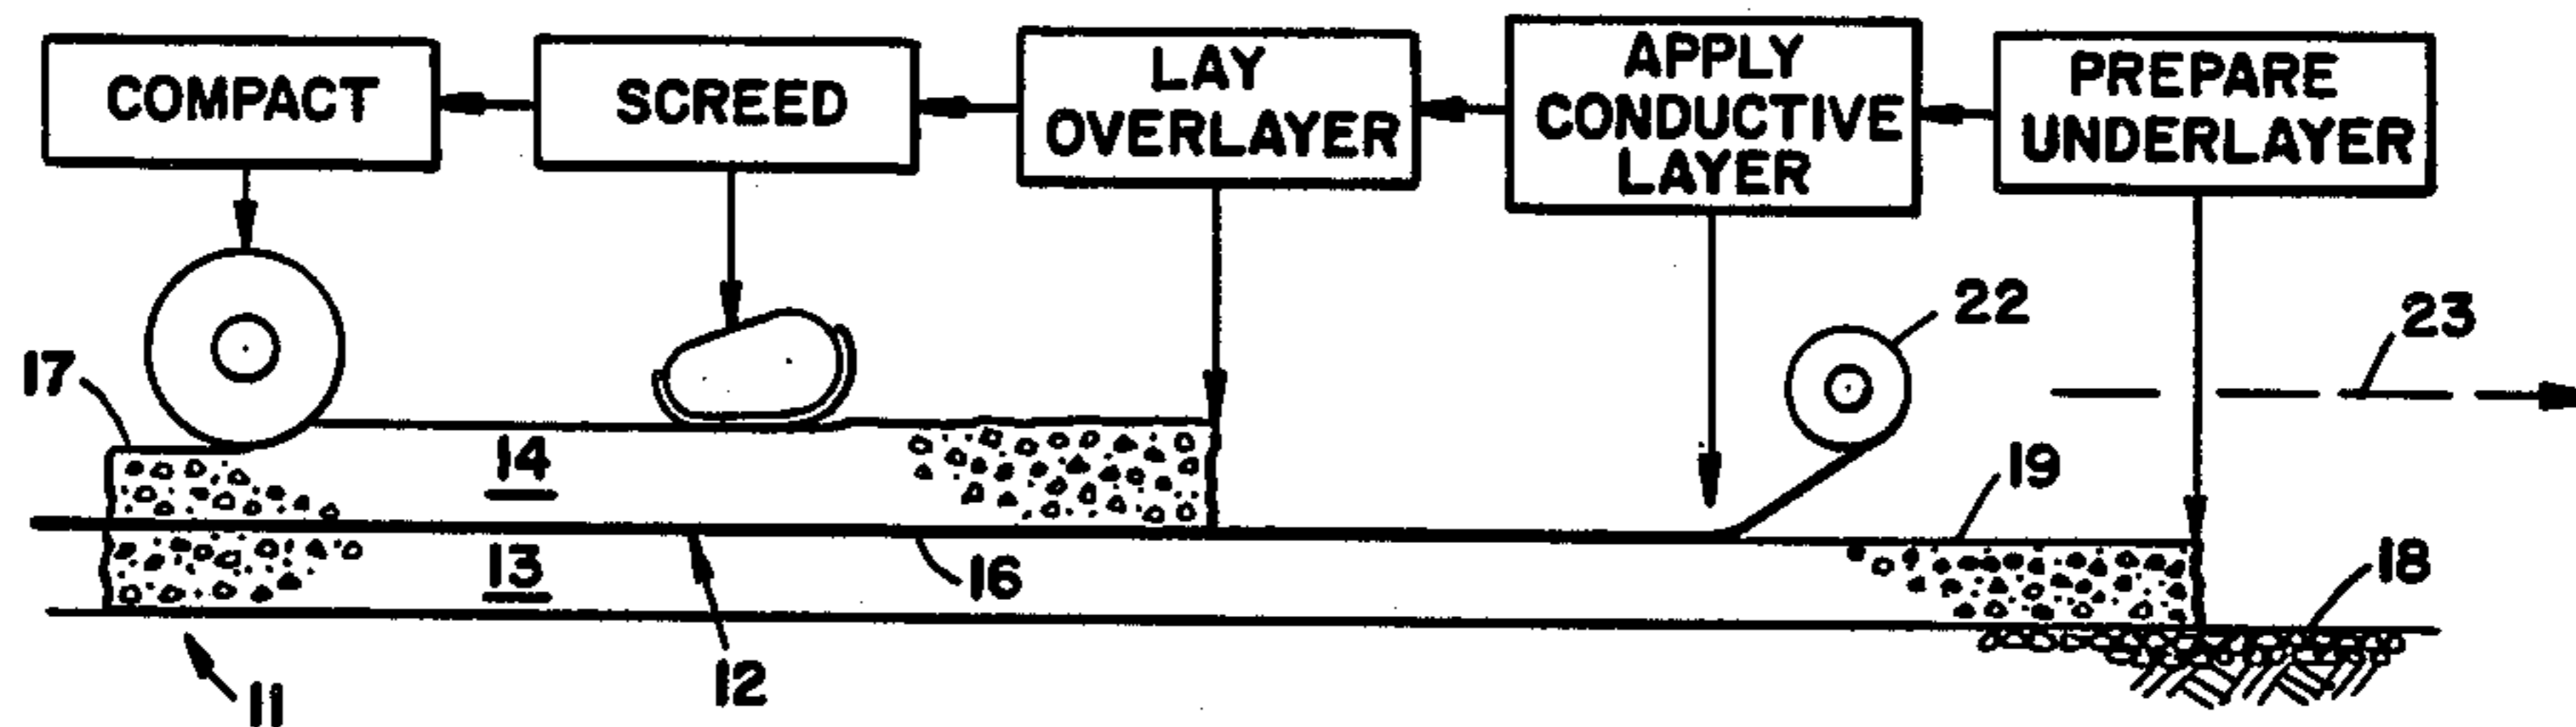 COMPACT
SCREED
LAY
OVERLAYER
APPLY
CONDUCTIVE
LAYER
PREPARE
UNDERLAYER
22
23
17
14
19
13
16
18
12
11